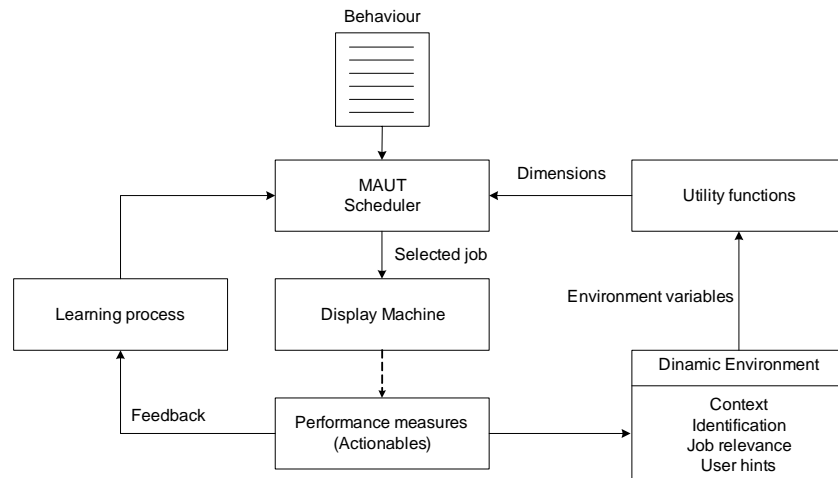 Behaviour
MAUT
Scheduler
Dimensions
Utility functions
Selected job
Learning process
Display Machine
Environment variables
Feedback
Performance measures
(Actionables)
Dinamic Environment
Context
Identification
Job relevance
User hints